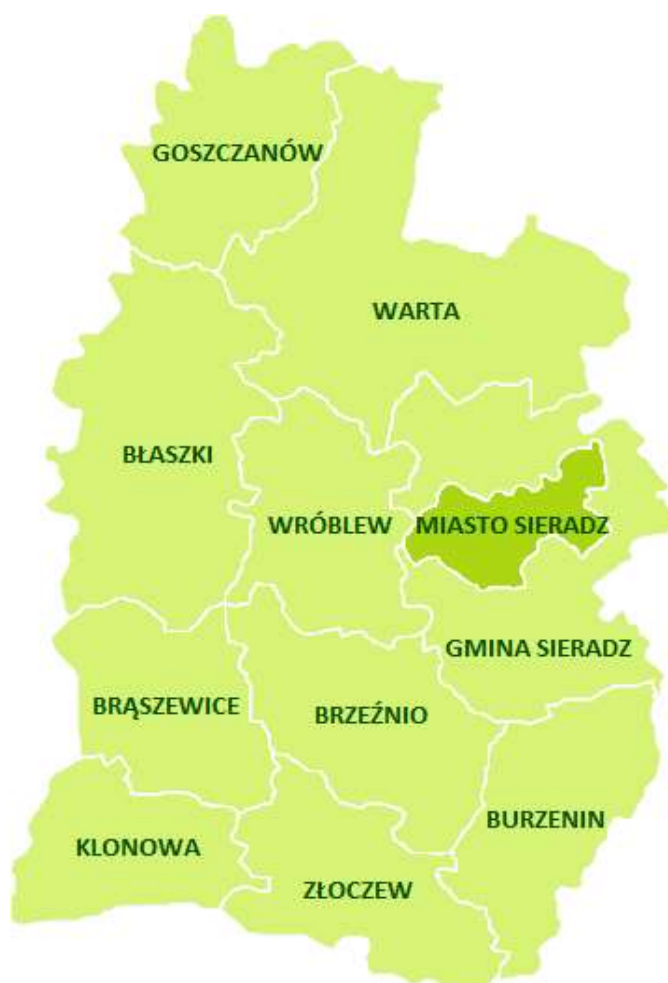 GOSZCZANÓW
WARTA
BŁASZKI
WRÓBLEW
MIASTO SIERADZ
GMINA SIERADZ
BRĄSZEWICE
BRZEŹNIO
BURZENIN
KLONOWA
ZŁOCZEW